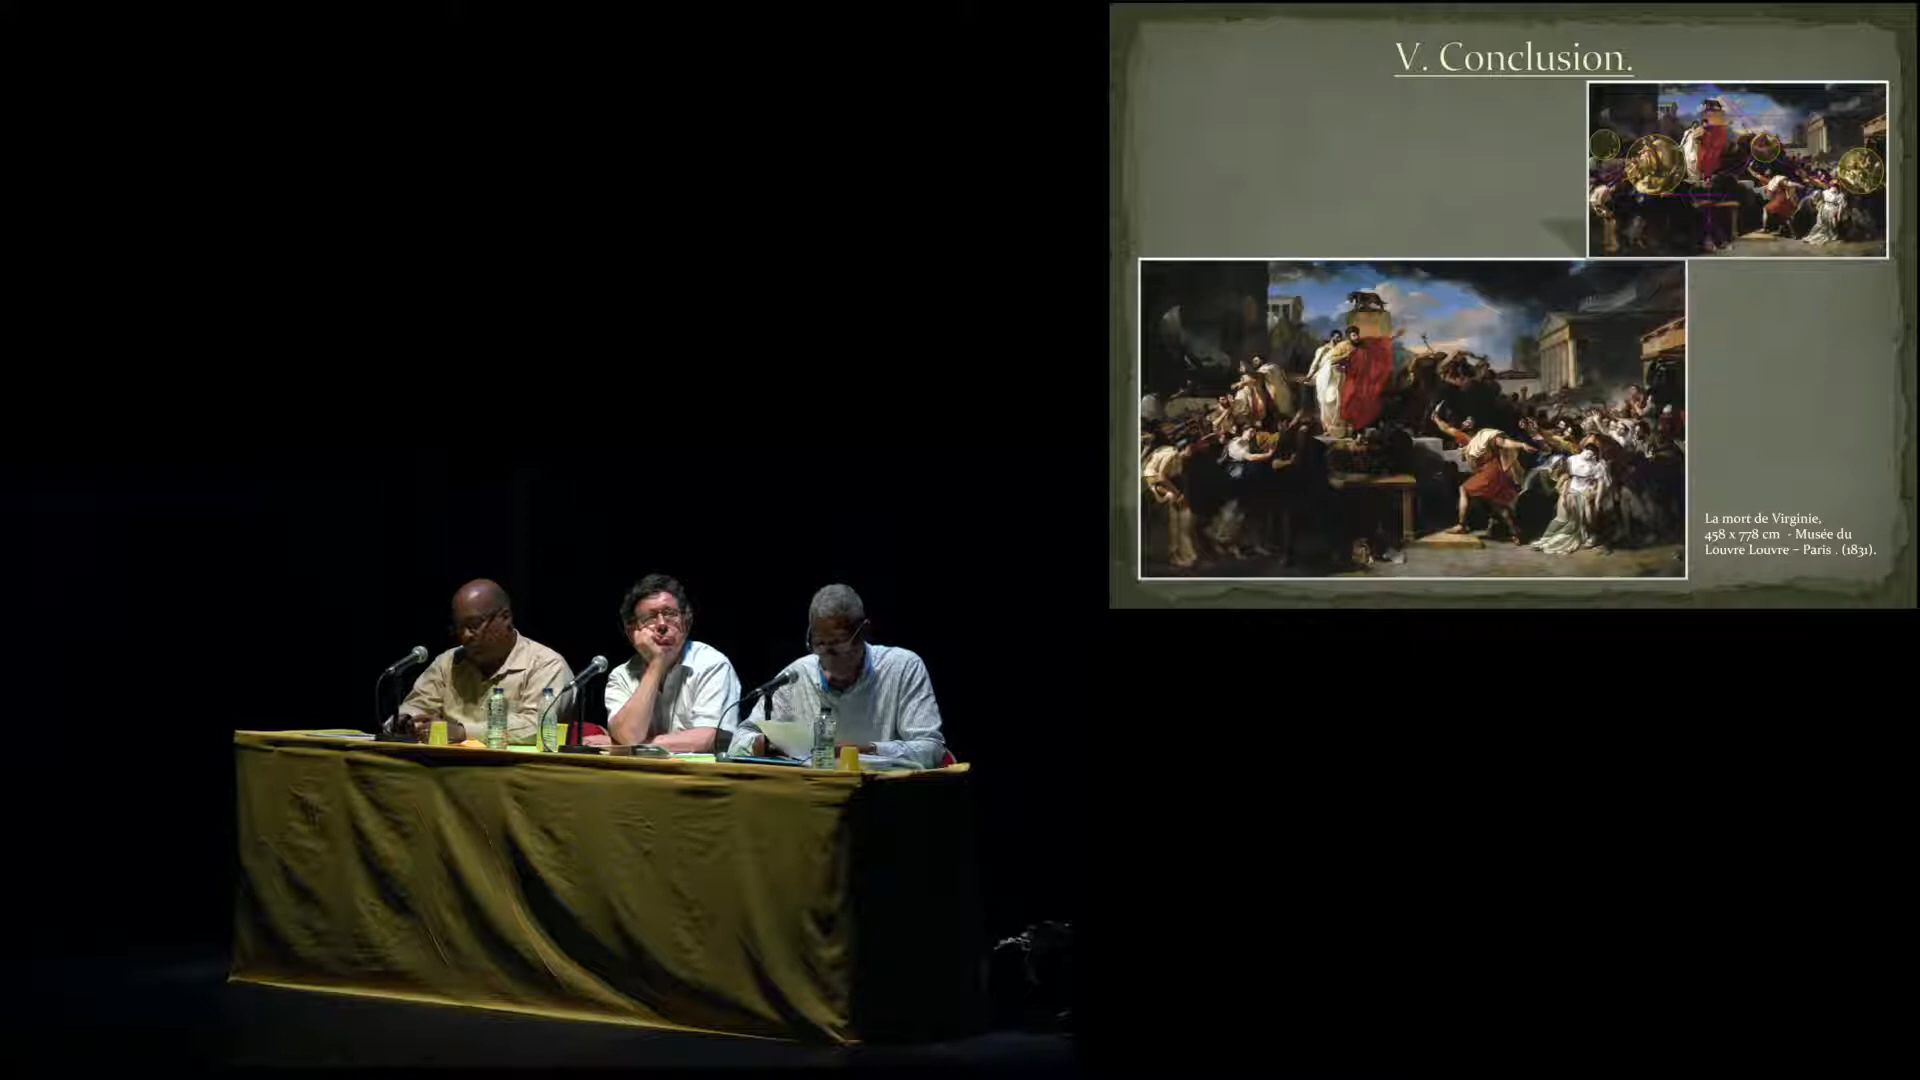 V. Conclusion.
La mort de Virginie,
458 x 778 cm - Musée du
Louvre Louvre – Paris . (1831).